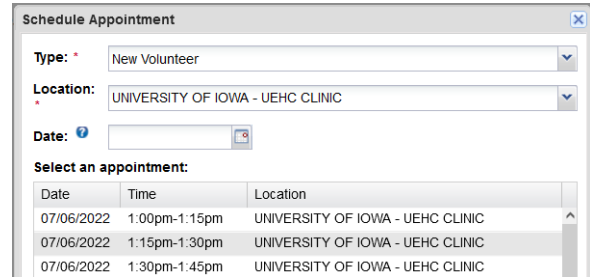 Schedule Appointment
Type: * New Volunteer
Location: * UNIVERSITY OF IOWA - UEHC CLINIC
Date: ?
Select an appointment:
Date Time Location
07/06/2022 1:00pm-1:15pm UNIVERSITY OF IOWA - UEHC CLINIC
07/06/2022 1:15pm-1:30pm UNIVERSITY OF IOWA - UEHC CLINIC
07/06/2022 1:30pm-1:45pm UNIVERSITY OF IOWA - UEHC CLINIC